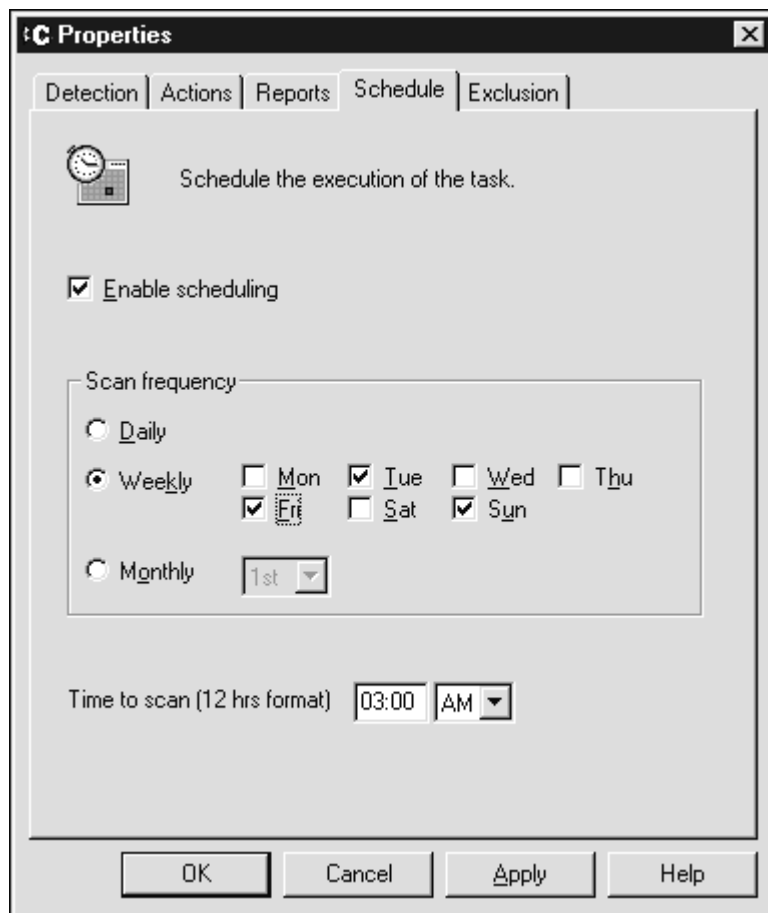 :C Properties
Detection Actions Reports Schedule Exclusion
Schedule the execution of the task.
Enable scheduling
Scan frequency
Daily
Weekly Mon Tue Wed Thu
Fri Sat Sun
Monthly 1st
Time to scan (12 hrs format) 03:00 AM
OK Cancel Apply Help